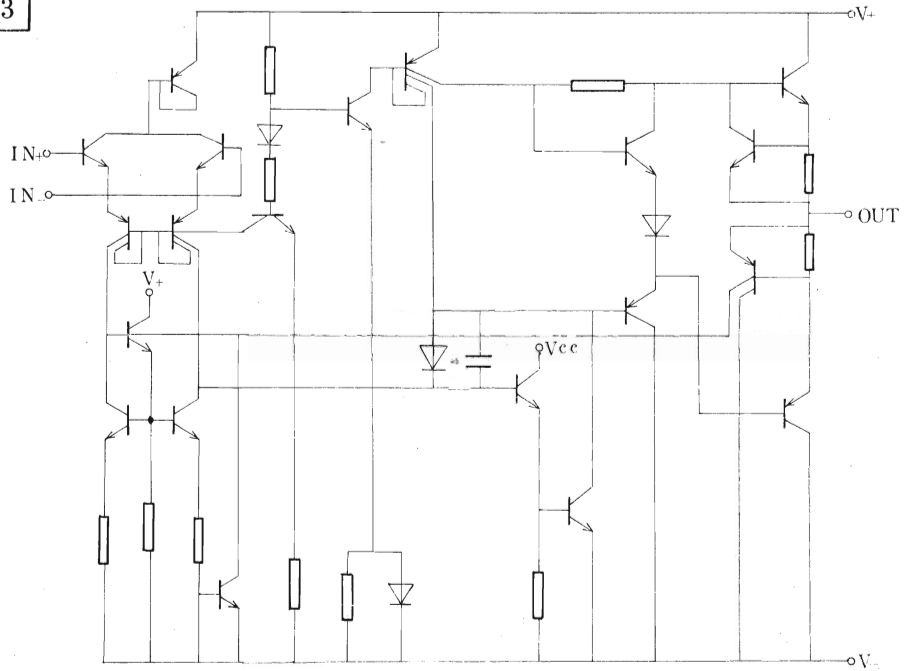 3
V+
IN+
IN-
OUT
V+
Vcc
V-